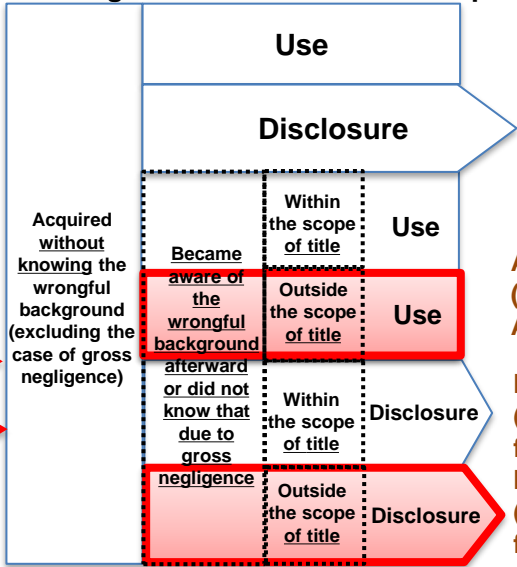 Use
Disclosure
Acquired
without
knowing the
wrongful
background
(excluding the
case of gross
negligence)
Became
aware of
the
wrongful
background
afterward
or did not
know that
due to
gross
negligence
Within
the scope
of title
Use
Outside
the scope
of title
Use
Within
the scope
of title
Disclosure
Outside
the scope
of title
Disclosure